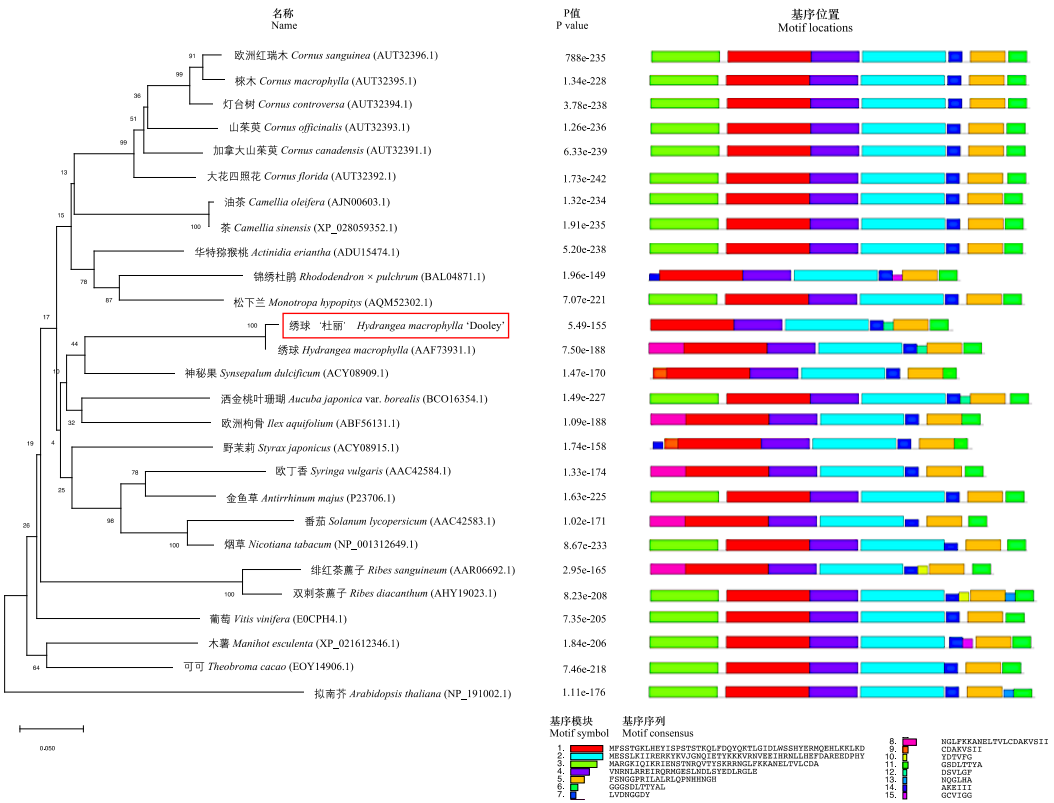 名称 P值 基序位置
Name P value Motif locations
91 欧洲红瑞木 Cornus sanguinea (AUT32396.1) 788e-235
99 梾木 Cornus macrophylla (AUT32395.1) 1.34e-228
36 灯台树 Cornus controversa (AUT32394.1) 3.78e-238
51 山茱萸 Cornus officinalis (AUT32393.1) 1.26e-236
99 加拿大山茱萸 Cornus canadensis (AUT32391.1) 6.33e-239
13 大花四照花 Cornus florida (AUT32392.1) 1.73e-242
15 油茶 Camellia oleifera (AJN00603.1) 1.32e-234
100 茶 Camellia sinensis (XP_028059352.1) 1.91e-235
华特猕猴桃 Actinidia eriantha (ADU15474.1) 5.20e-238
78 锦绣杜鹃 Rhododendron × pulchrum (BAL04871.1) 1.96e-149
87 松下兰 Monotropa hypopitys (AQM52302.1) 7.07e-221
17 100 绣球 ‘杜丽’ Hydrangea macrophylla ‘Dooley’ 5.49-155
44 绣球 Hydrangea macrophylla (AAF73931.1) 7.50e-188
10 神秘果 Synsepalum dulcificum (ACY08909.1) 1.47e-170
洒金桃叶珊瑚 Aucuba japonica var. borealis (BCO16354.1) 1.49e-227
32 欧洲枸骨 Ilex aquifolium (ABF56131.1) 1.09e-188
19 4 野茉莉 Styrax japonicus (ACY08915.1) 1.74e-158
78 欧丁香 Syringa vulgaris (AAC42584.1) 1.33e-174
25 金鱼草 Antirrhinum majus (P23706.1) 1.63e-225
98 番茄 Solanum lycopersicum (AAC42583.1) 1.02e-171
26 100 烟草 Nicotiana tabacum (NP_001312649.1) 8.67e-233
绯红茶藨子 Ribes sanguineum (AAR06692.1) 2.95e-165
100 双刺茶藨子 Ribes diacanthum (AHY19023.1) 8.23e-208
葡萄 Vitis vinifera (E0CPH4.1) 7.35e-205
木薯 Manihot esculenta (XP_021612346.1) 1.84e-206
64 可可 Theobroma cacao (EOY14906.1) 7.46e-218
拟南芥 Arabidopsis thaliana (NP_191002.1) 1.11e-176
0.050
基序模块 基序序列
Motif symbol Motif consensus
1. MFSSTGKLHEYISPSTSTKQLFDQYQKTLGIDLWSSHYERMQEHLKKLKD
2. MESSLKIIRERKYKVJGNQIETYKKKVRNVEEIHRNLLHEFDAREEDPHY
3. MARGKIQIKRIENSTNRQVTYSKRRNGLFKKANELTVLCDA
4. VNRNLRREIRQRMGESLNDLSYEDLRGLE
5. FSNGGPRILALRLQPNHHNGH
6. GGGSDLTTYAL
7. LVDNGGDY
8. NGLFKKANELTVLCDAKVSII
9. CDAKVSII
10. YDTVFG
11. GSDLTTYA
12. DSVLGF
13. NQGLHA
14. AKEIII
15. GCVIGG